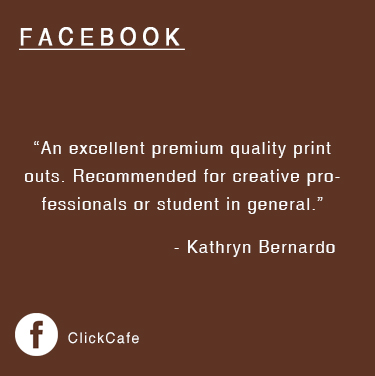 FACEBOOK
“An excellent premium quality print
outs. Recommended for creative pro-
fessionals or student in general.”
- Kathryn Bernardo
f ClickCafe